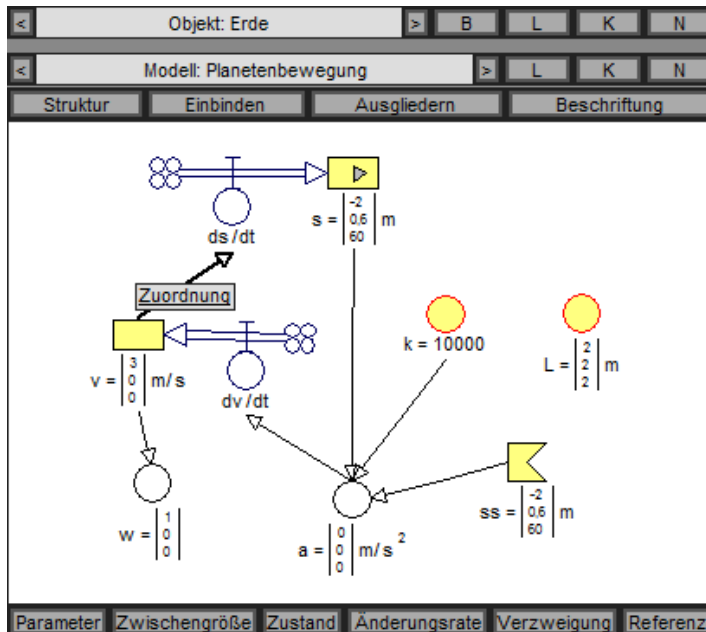 < Objekt: Erde > B L K N
< Modell: Planetenbewegung > L K N
Struktur Einbinden Ausgliedern Beschriftung
ds/dt
s = -2 0,6 60 m
Zuordnung
k = 10000
L = 2 2 2 m
v = 3 0 0 m/s
dv/dt
w = 1 0 0
a = 0 0 0 m/s 2
ss = -2 0,6 60 m
Parameter Zwischengröße Zustand Änderungsrate Verzweigung Referenz